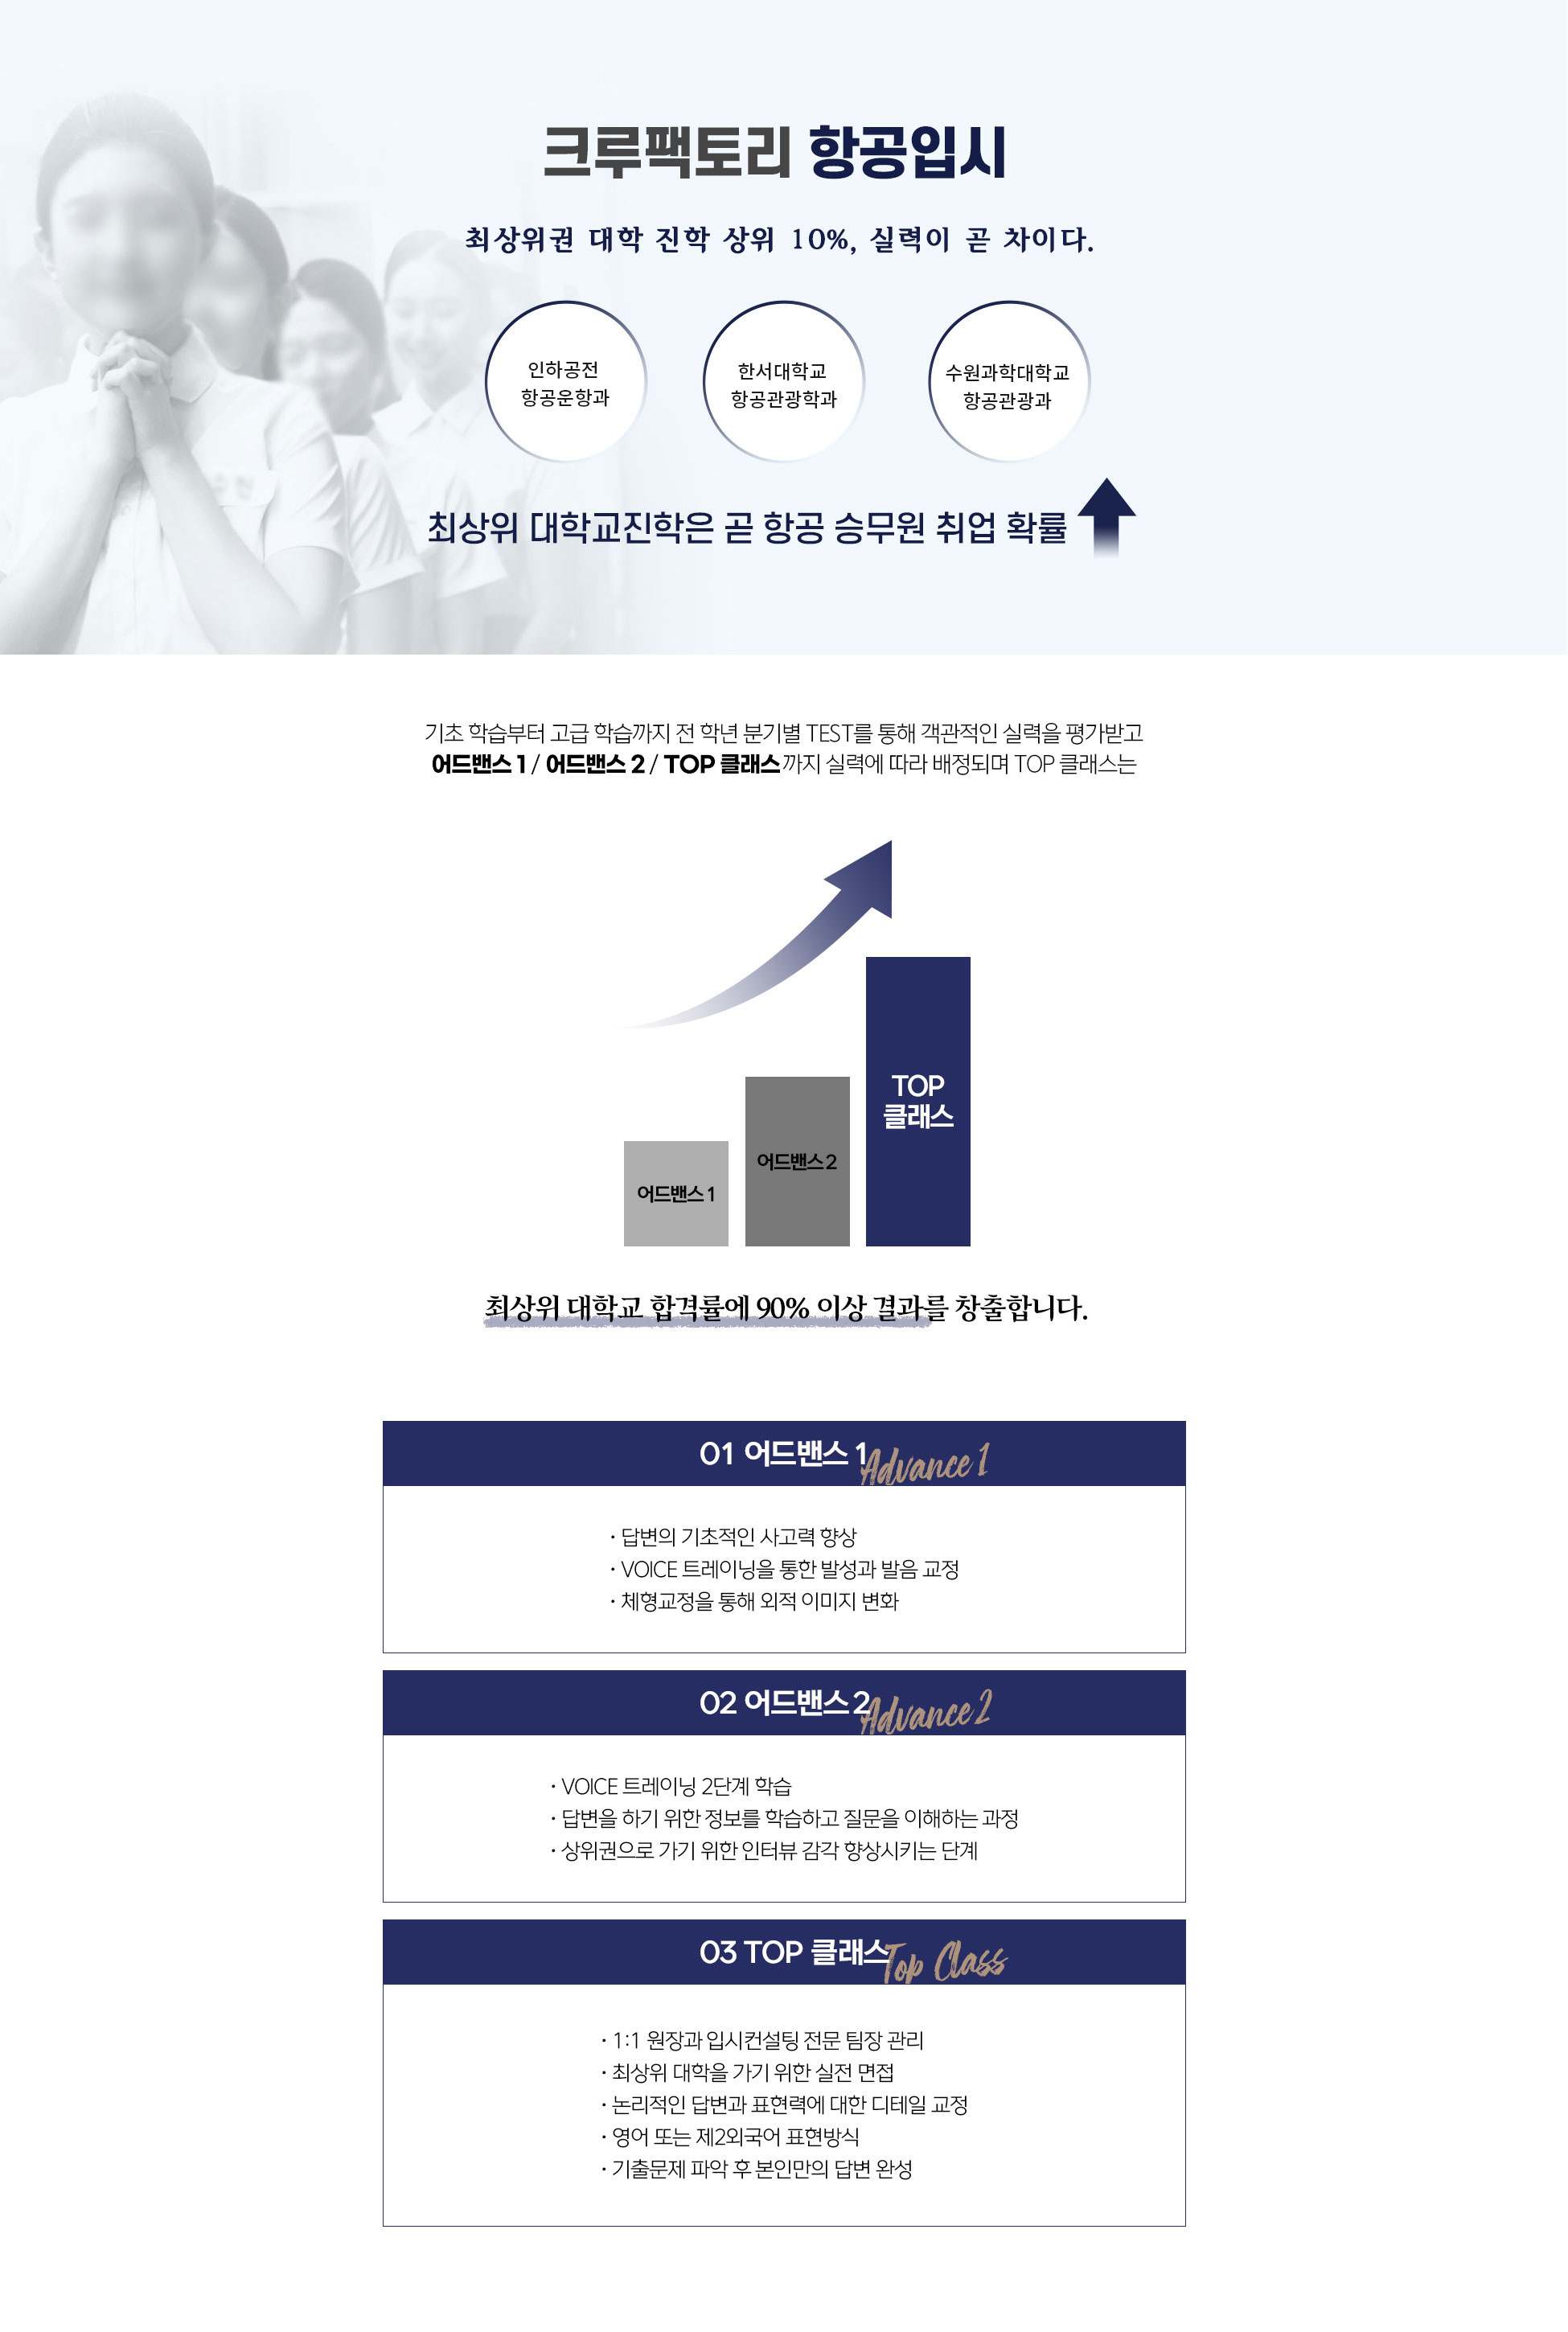 크루팩토리 항공입시
최상위권 대학 진학 상위 10%, 실력이 곧 차이다.
인하공전
항공운항과
한서대학교
항공관광학과
수원과학대학교
항공관광과
최상위 대학교진학은 곧 항공 승무원 취업 확률
기초 학습부터 고급 학습까지 전 학년 분기별 TEST를 통해 객관적인 실력을 평가받고
어드밴스 1 / 어드밴스 2 / TOP 클래스까지 실력에 따라 배정되며 TOP 클래스는
어드밴스 1
어드밴스 2
TOP
클래스
최상위 대학교 합격률에 90% 이상 결과를 창출합니다.
01 어드밴스 1 Advance 1
· 답변의 기초적인 사고력 향상
· VOICE 트레이닝을 통한 발성과 발음 교정
· 체형교정을 통해 외적 이미지 변화
02 어드밴스 2 Advance 2
· VOICE 트레이닝 2단계 학습
· 답변을 하기 위한 정보를 학습하고 질문을 이해하는 과정
· 상위권으로 가기 위한 인터뷰 감각 향상시키는 단계
03 TOP 클래스 Top Class
· 1:1 원장과 입시컨설팅 전문 팀장 관리
· 최상위 대학을 가기 위한 실전 면접
· 논리적인 답변과 표현력에 대한 디테일 교정
· 영어 또는 제2외국어 표현방식
· 기출문제 파악 후 본인만의 답변 완성